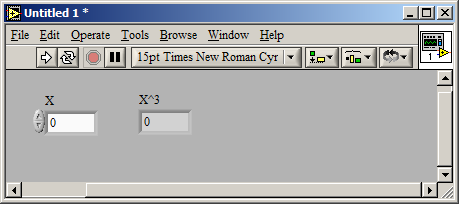 Untitled 1 *
File Edit Operate Tools Browse Window Help
15pt Times New Roman Cyr
1
X
X^3
0
0